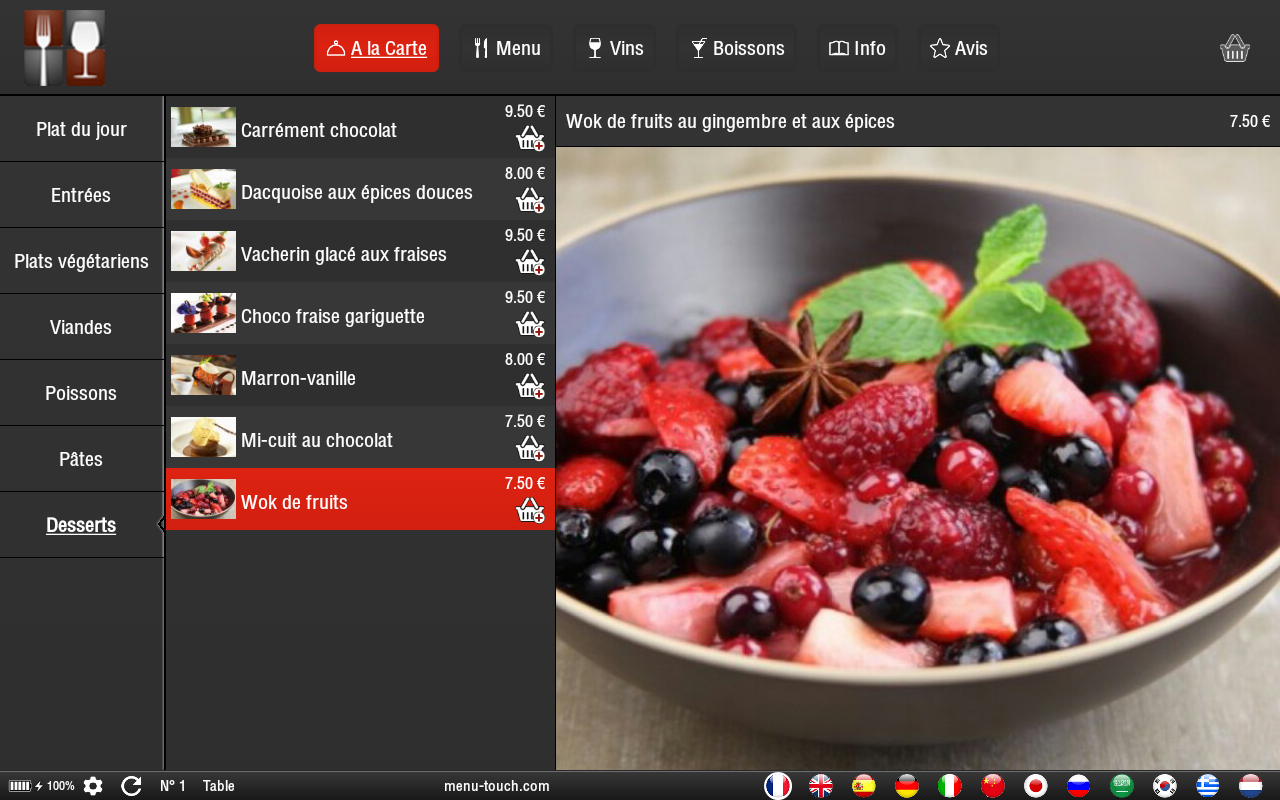 A la Carte
Menu
Vins
Boissons
Info
Avis
Plat du jour
Entrées
Plats végétariens
Viandes
Poissons
Pâtes
Desserts
Carrément chocolat
9.50 €
Dacquoise aux épices douces
8.00 €
Vacherin glacé aux fraises
9.50 €
Choco fraise gariguette
9.50 €
Marron-vanille
8.00 €
Mi-cuit au chocolat
7.50 €
Wok de fruits
7.50 €
Wok de fruits au gingembre et aux épices
7.50 €
100%
N° 1
Table
menu-touch.com